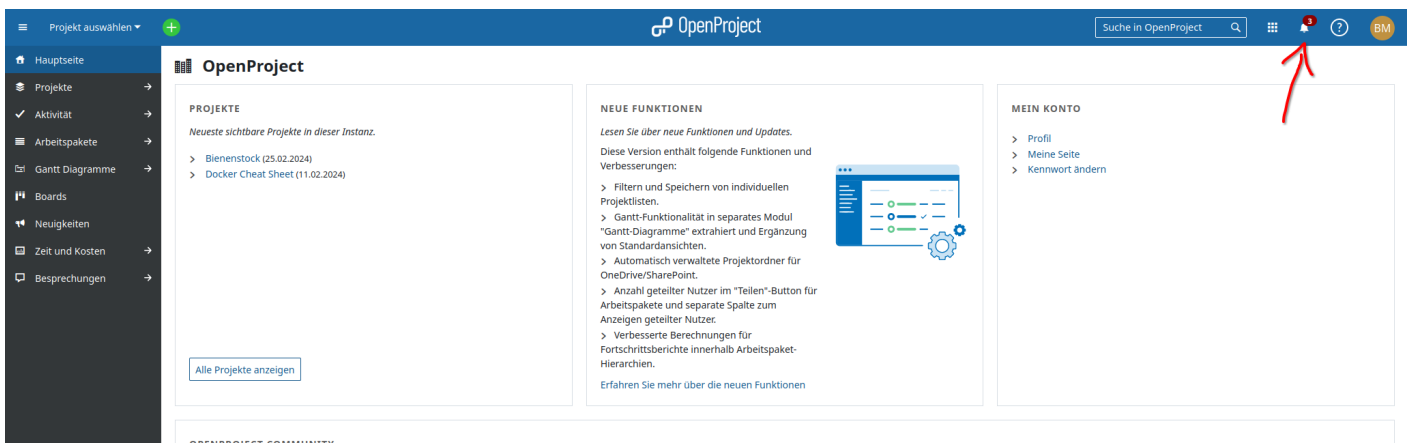 Projekt auswählen
OpenProject
Suche in OpenProject
3
BM
Hauptseite
Projekte
Aktivität
Arbeitspakete
Gantt Diagramme
Boards
Neuigkeiten
Zeit und Kosten
Besprechungen
OpenProject
PROJEKTE
Neueste sichtbare Projekte in dieser Instanz.
Bienenstock (25.02.2024)
Docker Cheat Sheet (11.02.2024)
Alle Projekte anzeigen
NEUE FUNKTIONEN
Lesen Sie über neue Funktionen und Updates.
Diese Version enthält folgende Funktionen und
Verbesserungen:
> Filtern und Speichern von individuellen
Projektlisten.
> Gantt-Funktionalität in separates Modul
"Gantt-Diagramme" extrahiert und Ergänzung
von Standardansichten.
> Automatisch verwaltete Projektordner für
OneDrive/SharePoint.
> Anzahl geteilter Nutzer im "Teilen"-Button für
Arbeitspakete und separate Spalte zum
Anzeigen geteilter Nutzer.
> Verbesserte Berechnungen für
Fortschrittsberichte innerhalb Arbeitspaket-
Hierarchien.
Erfahren Sie mehr über die neuen Funktionen
MEIN KONTO
> Profil
> Meine Seite
> Kennwort ändern
OPENPROJECT COMMUNITY